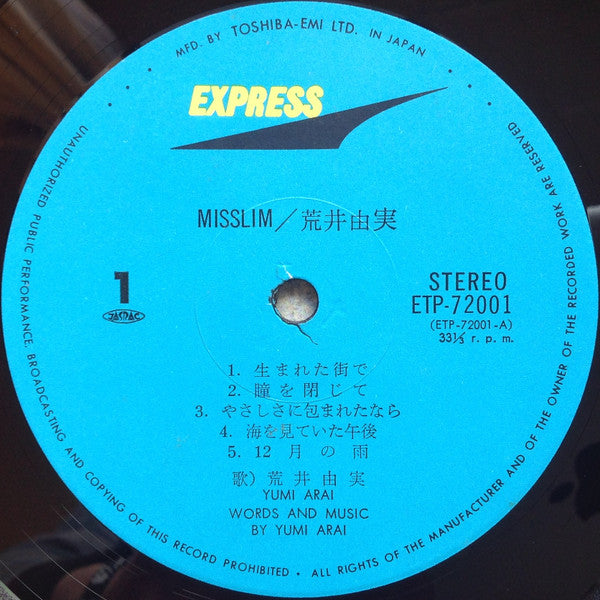 MFD. BY TOSHIBA-EMI LTD. IN JAPAN
EXPRESS
MISSLIM/荒井由実
1
JASRAC
STEREO
ETP-72001
(ETP-72001-A)
33⅓ r. p. m.
1. 生まれた街で
2. 瞳を閉じて
3. やさしさに包まれたなら
4. 海を見ていた午後
5. 12月の雨
歌) 荒井由実
YUMI ARAI
WORDS AND MUSIC
BY YUMI ARAI
UNAUTHORIZED PUBLIC PERFORMANCE, BROADCASTING AND COPYING OF THIS RECORD PROHIBITED • ALL RIGHTS OF THE MANUFACTURER AND OF THE OWNER OF THE RECORDED WORK ARE RESERVED